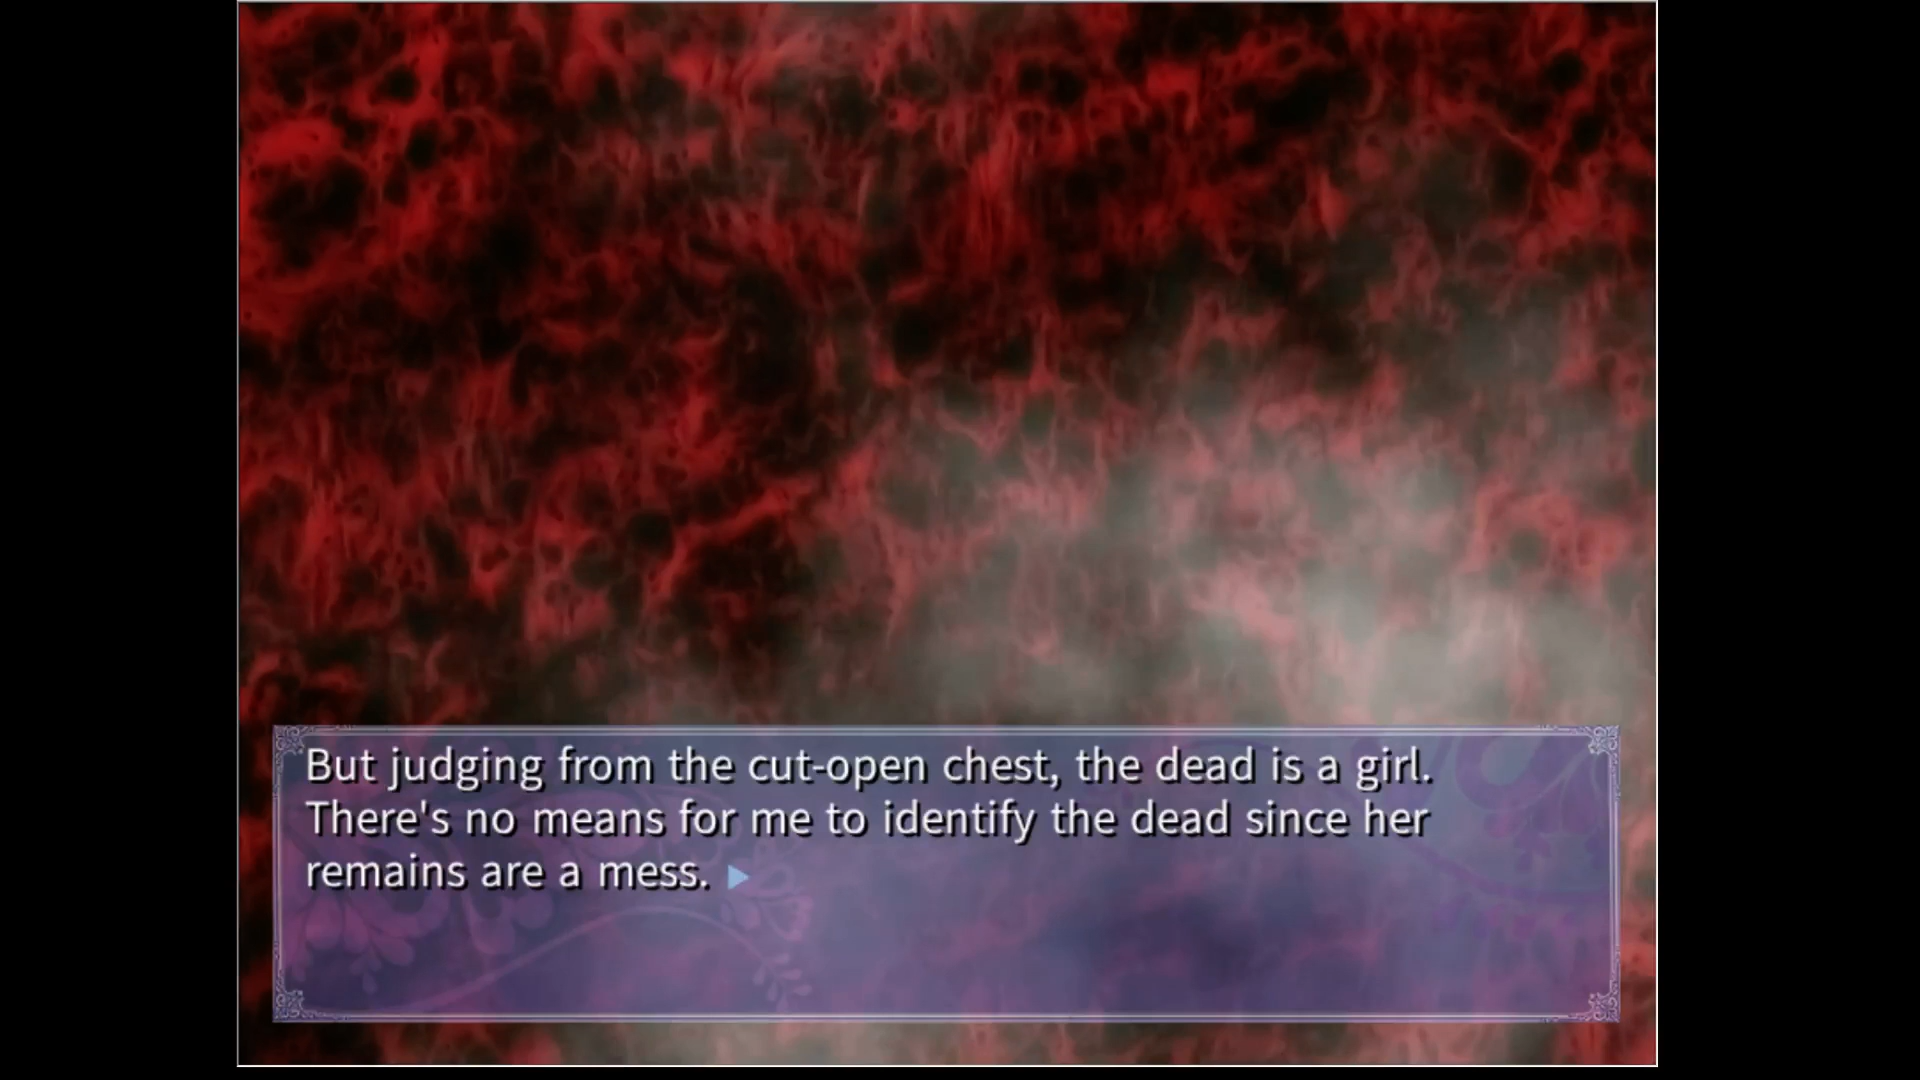 But judging from the cut-open chest, the dead is a girl.
There's no means for me to identify the dead since her
remains are a mess.